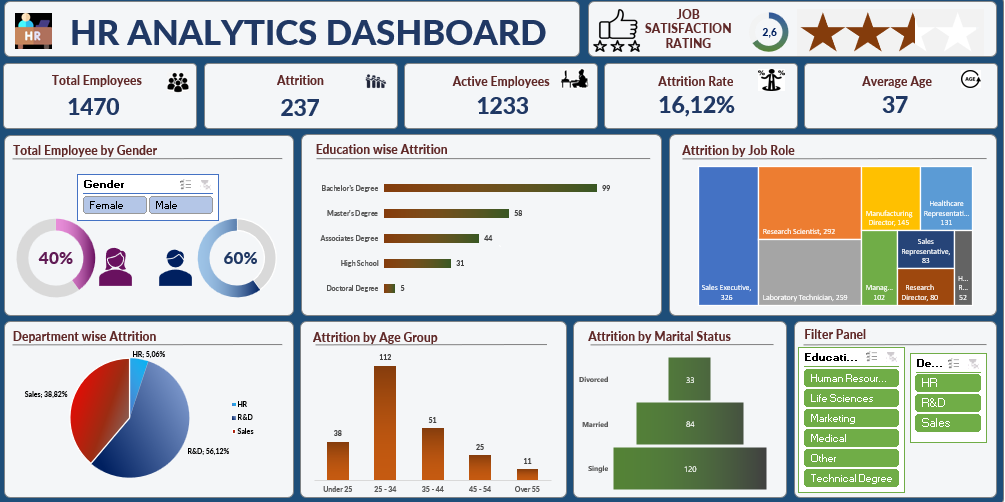 HR
HR ANALYTICS DASHBOARD
JOB
SATISFACTION
RATING
2,6
Total Employees
1470
Attrition
237
Active Employees
1233
Attrition Rate
16,12%
Average Age
AGE
37
Total Employee by Gender
Gender
Female
Male
40%
60%
Education wise Attrition
Bachelor's Degree
99
Master's Degree
58
Associates Degree
44
High School
31
Doctoral Degree
5
Attrition by Job Role
Sales Executive,
326
Research Scientist, 292
Laboratory Technician, 259
Manufacturing
Director, 145
Healthcare
Representati...
131
Manag...
102
Sales
Representative,
83
Research
Director, 80
H...
R...
52
Department wise Attrition
HR; 5,06%
Sales; 38,82%
R&D; 56,12%
HR
R&D
Sales
Attrition by Age Group
38
112
51
25
11
Under 25
25 - 34
35 - 44
45 - 54
Over 55
Attrition by Marital Status
Divorced
33
Married
84
Single
120
Filter Panel
Educati...
Human Resour...
Life Sciences
Marketing
Medical
Other
Technical Degree
De...
HR
R&D
Sales